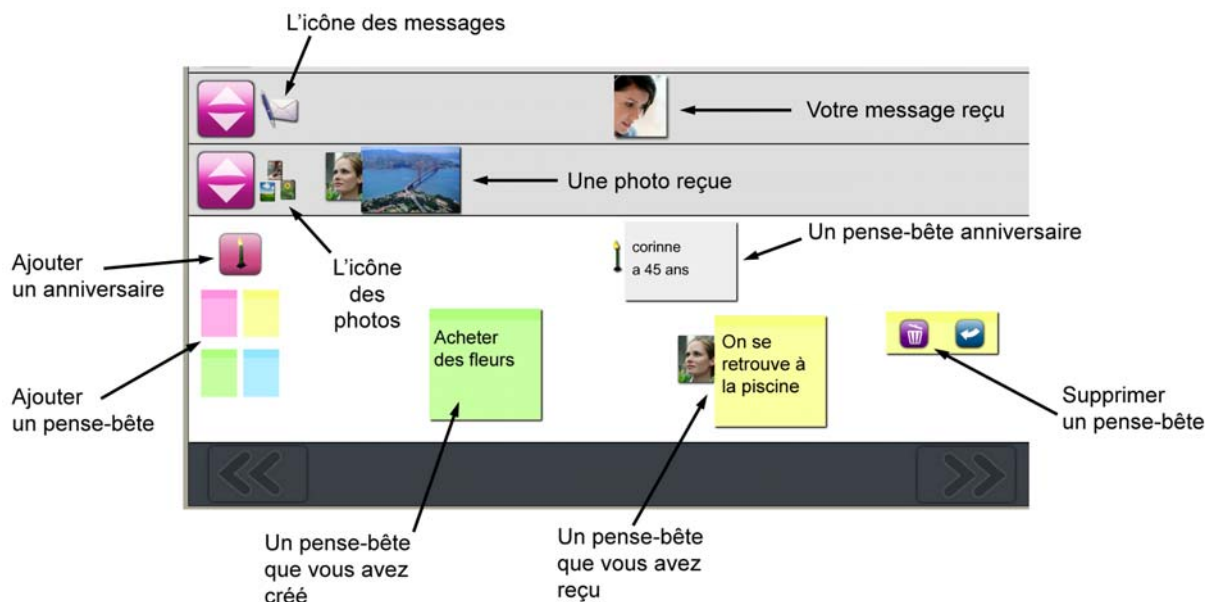 L'icône des messages
Votre message reçu
Une photo reçue
Un pense-bête anniversaire
corinne
a 45 ans
Ajouter
un anniversaire
L'icône
des
photos
Acheter
des fleurs
On se
retrouve à
la piscine
Ajouter
un pense-bête
Supprimer
un pense-bête
Un pense-bête
que vous avez
créé
Un pense-bête
que vous avez
reçu